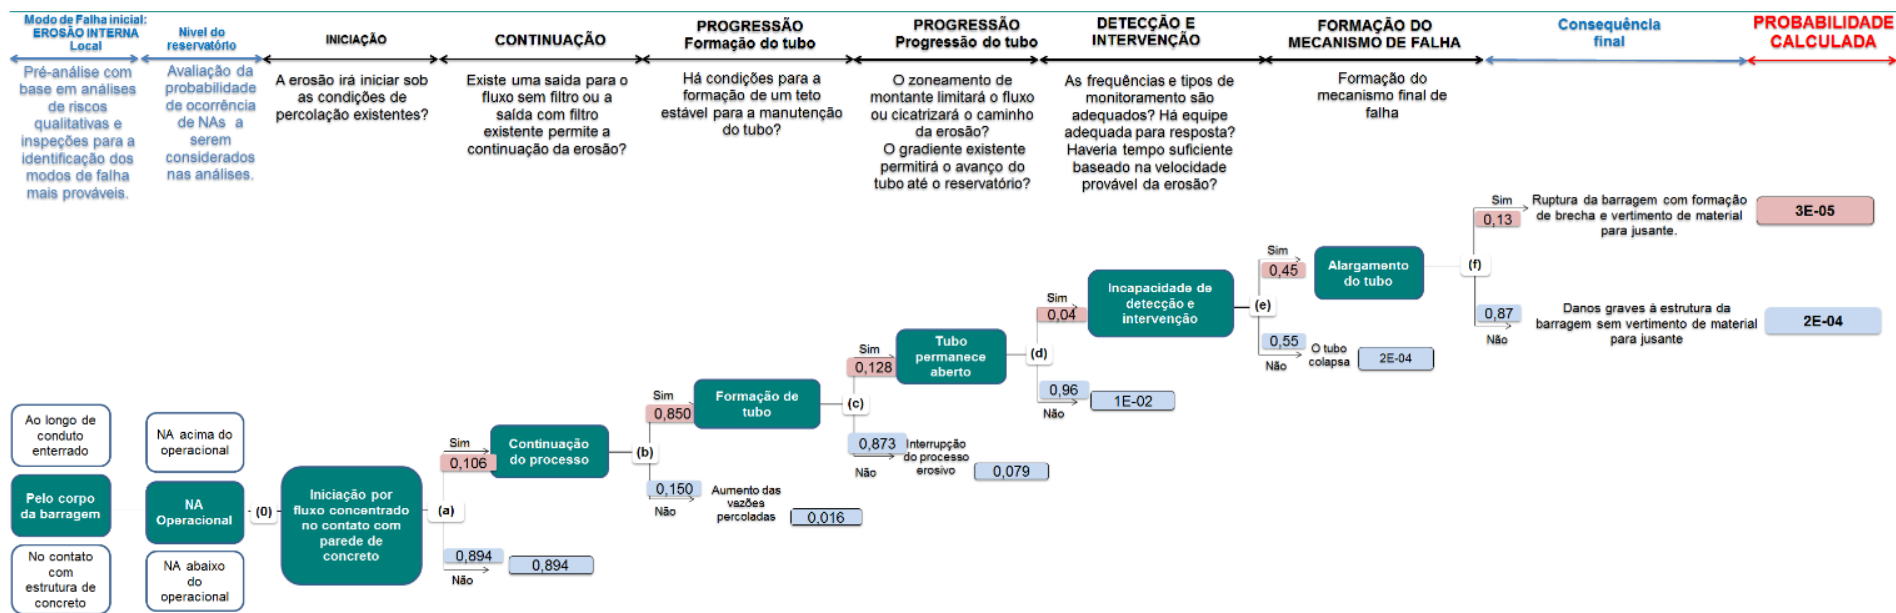 Modo de Falha inicial:
EROSÃO INTERNA
Local
Nível do
reservatório
INICIAÇÃO
CONTINUAÇÃO
PROGRESSÃO
Formação do tubo
PROGRESSÃO
Progressão do tubo
DETECÇÃO E
INTERVENÇÃO
FORMAÇÃO DO
MECANISMO DE FALHA
Consequência
final
PROBABILIDADE
CALCULADA
Pré-análise com
base em análises
de riscos
qualitativas e
inspeções para a
identificação dos
modos de falha
mais prováveis.
Avaliação da
probabilidade
de ocorrência
de NAs a
serem
considerados
nas análises.
A erosão irá iniciar sob
as condições de
percolação existentes?
Existe uma saida para o
fluxo sem filtro ou a
saída com filtro
existente permite a
continuação da erosão?
Há condições para a
formação de um teto
estável para a manutenção
do tubo?
O zoneamento de
montante limitará o fluxo
ou cicatrizará o caminho
da erosão?
O gradiente existente
permitirá o avanço do
tubo até o reservatório?
As frequências e tipos de
monitoramento são
adequados? Há equipe
adequada para resposta?
Haveria tempo suficiente
baseado na velocidade
provável da erosão?
Formação do
mecanismo final de
falha
Sim
0,13
Ruptura da barragem com formação
de brecha e vertimento de material
para jusante.
3E-05
Sim
0,45
Alargamento
do tubo
(f)
0,87
Não
Danos graves à estrutura da
barragem sem vertimento de material
para jusante
2E-04
Sim
0,04
Incapacidade de
detecção e
intervenção
(e)
0,55
Não
O tubo
colapsa
2E-04
Sim
0,128
Tubo
permanece
aberto
(d)
0,96
Não
1E-02
Sim
0,850
Formação de
tubo
(c)
0,873
Não
Interrupção
do processo
erosivo
0,079
Sim
0,106
Continuação
do processo
(b)
0,150
Não
Aumento das
vazões
percoladas
0,016
Ao longo de
conduto
enterrado
NA acima do
operacional
Pelo corpo
da barragem
NA
Operacional
(0)
Iniciação por
fluxo concentrado
no contato com
parede de
concreto
(a)
0,894
Não
0,894
No contato
com
estrutura de
concreto
NA abaixo do
operacional